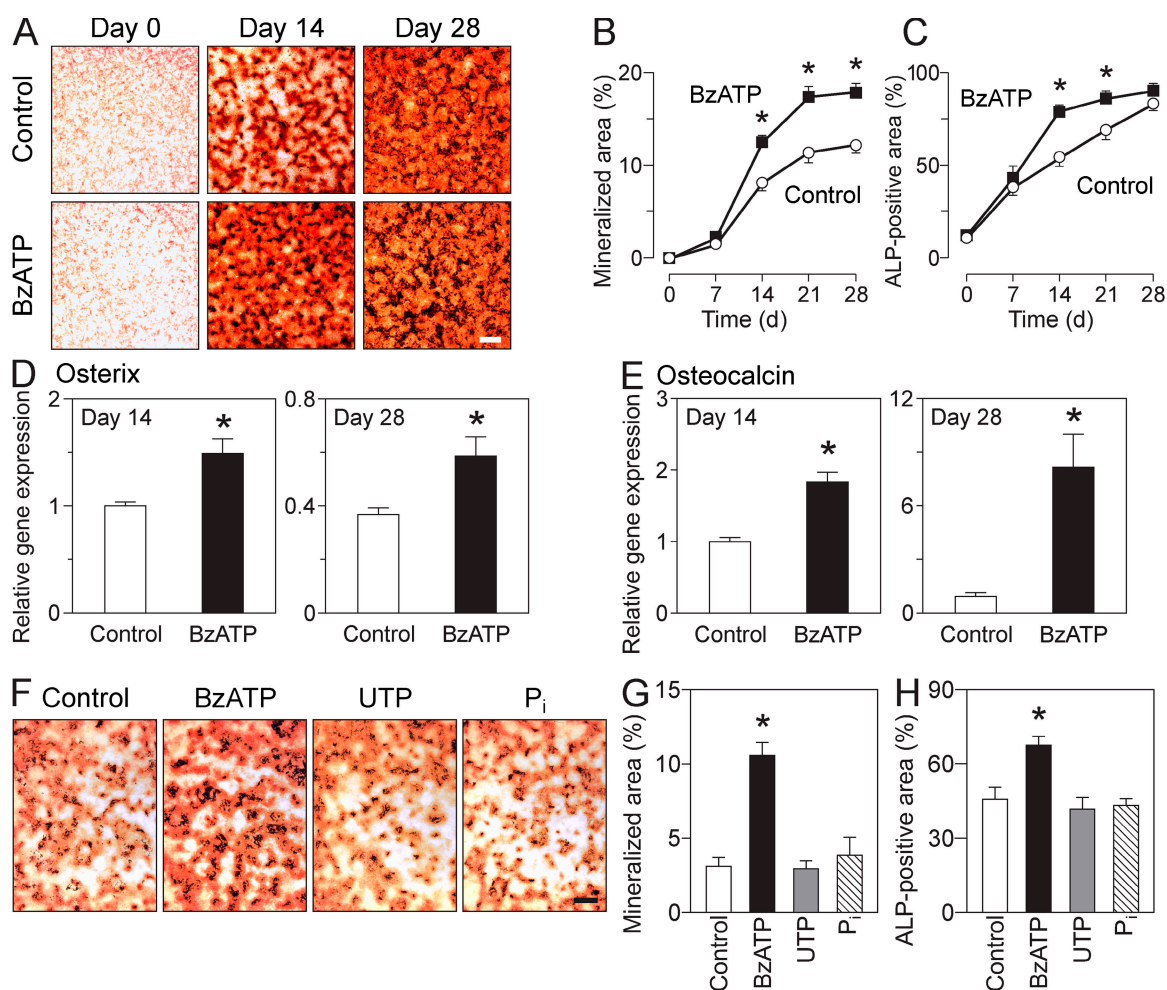 A
Day 0
Day 14
Day 28
Control
BzATP
B
Mineralized area (%)
20
10
0
BzATP
Control
* * *
0 7 14 21 28
Time (d)
C
ALP-positive area (%)
100
50
0
BzATP
Control
* *
0 7 14 21 28
Time (d)
D Osterix
Relative gene expression
2
1
0
Day 14
*
Control BzATP
0.8
0.4
0
Day 28
*
Control BzATP
E Osteocalcin
Relative gene expression
3
2
1
0
Day 14
*
Control BzATP
12
6
0
Day 28
*
Control BzATP
F Control BzATP UTP Pi
G
Mineralized area (%)
15
10
5
0
*
Control
BzATP
UTP
Pi
H
ALP-positive area (%)
90
60
30
0
*
Control
BzATP
UTP
Pi